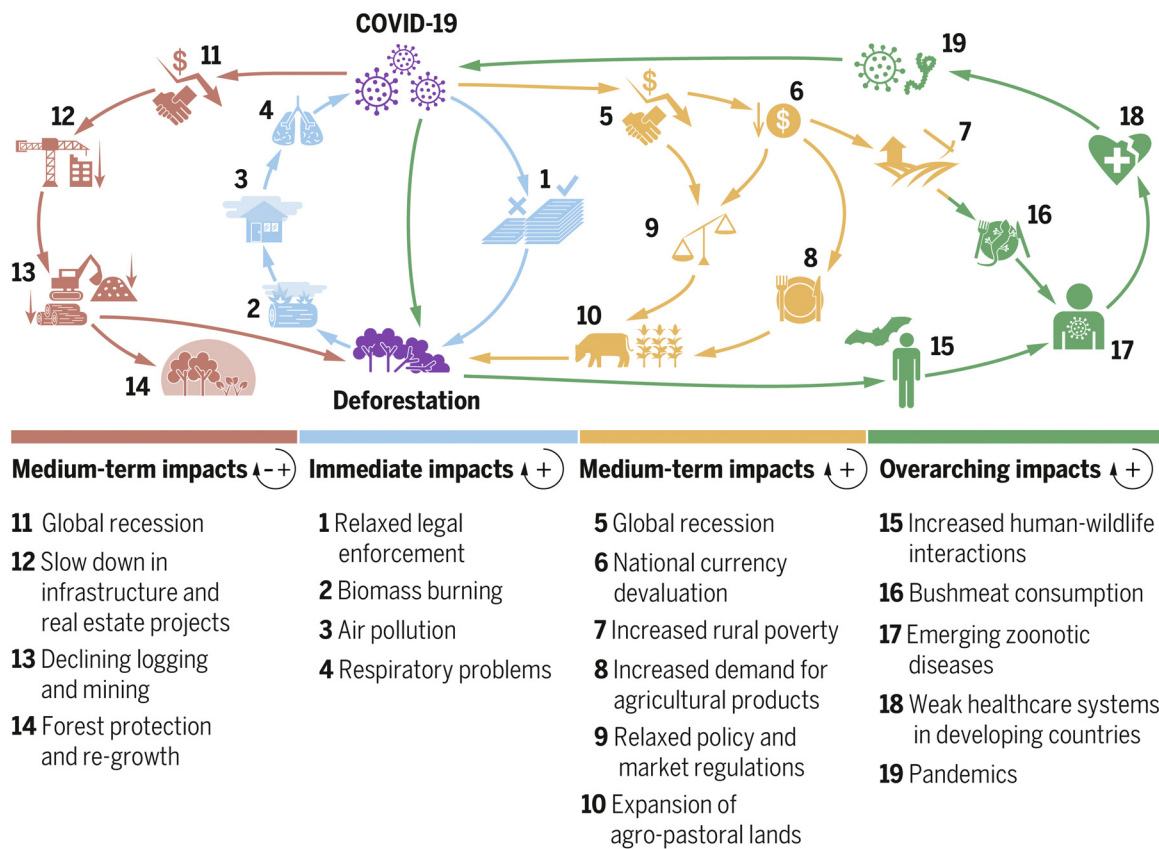 COVID-19
11
19
4
12
5
6
7
18
3
1
16
9
13
8
2
10
15
17
14
Deforestation
Medium-term impacts - +
11 Global recession
12 Slow down in
infrastructure and
real estate projects
13 Declining logging
and mining
14 Forest protection
and re-growth
Immediate impacts +
1 Relaxed legal
enforcement
2 Biomass burning
3 Air pollution
4 Respiratory problems
Medium-term impacts +
5 Global recession
6 National currency
devaluation
7 Increased rural poverty
8 Increased demand for
agricultural products
9 Relaxed policy and
market regulations
10 Expansion of
agro-pastoral lands
Overarching impacts +
15 Increased human-wildlife
interactions
16 Bushmeat consumption
17 Emerging zoonotic
diseases
18 Weak healthcare systems
in developing countries
19 Pandemics